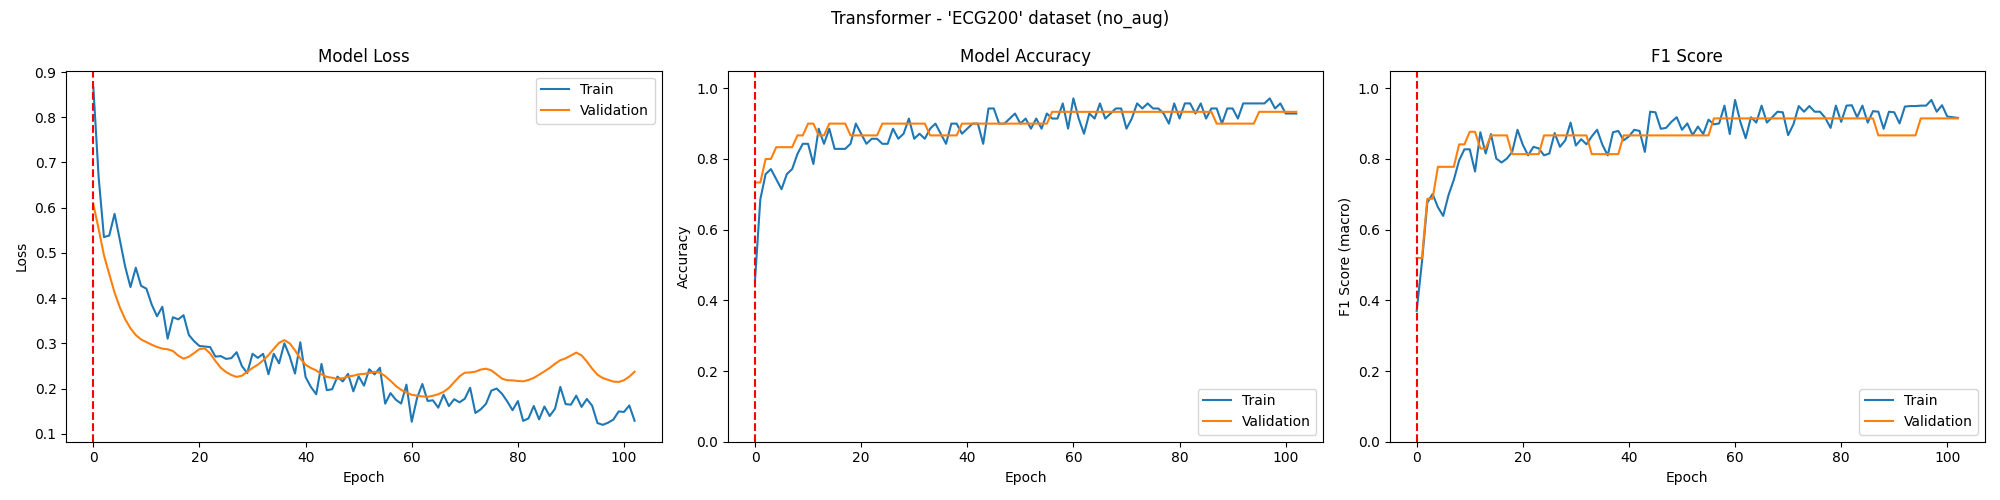 Transformer - 'ECG200' dataset (no_aug)
Model Loss
0.9
0.8
0.7
0.6
0.5
0.4
0.3
0.2
0.1
Loss
0 20 40 60 80 100
Epoch
Train
Validation
Model Accuracy
1.0
0.8
0.6
0.4
0.2
0.0
Accuracy
0 20 40 60 80 100
Epoch
Train
Validation
F1 Score
1.0
0.8
0.6
0.4
0.2
0.0
F1 Score (macro)
0 20 40 60 80 100
Epoch
Train
Validation